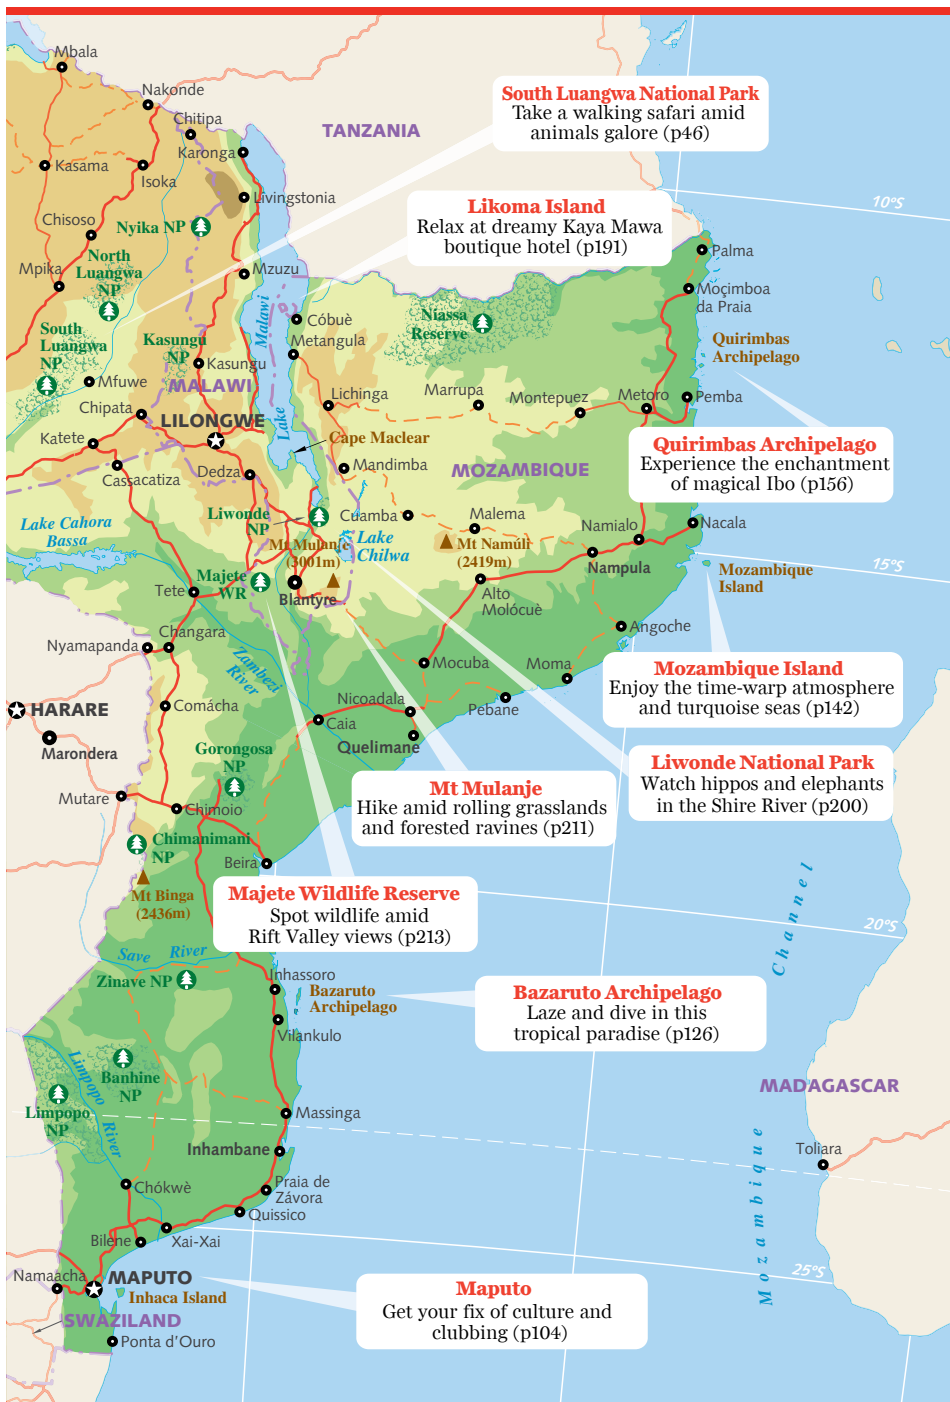 Mbala
Nakonde
Chitipa
Karonga
TANZANIA
South Luangwa National Park
Take a walking safari amid
animals galore (p46)
Kasama
Isoka
Livingstonia
10ºS
Chisoso
Nyika NP
Likoma Island
Relax at dreamy Kaya Mawa
boutique hotel (p191)
North
Luangwa
NP
Mpika
Mzuzu
Palma
Moçimboa
da Praia
South
Luangwa
NP
Kasungu
NP
Lake Malawi
Cóbuè
Metangula
Niassa
Reserve
Quirimbas
Archipelago
Kasungu
Mfuwe
MALAWI
Lichinga
Marrupa
Montepuez
Metoro
Pemba
Chipata
LILONGWE
Katete
Cape Maclear
Quirimbas Archipelago
Experience the enchantment
of magical Ibo (p156)
Cassacatiza
Dedza
Mandimba
MOZAMBIQUE
Lake Cahora
Bassa
Liwonde
NP
Cuamba
Malema
Namialo
Nacala
Lake
Chilwa
Mt Mulanje
(3001m)
Mt Namúli
(2419m)
Nampula
15ºS
Mozambique
Island
Majete
WR
Tete
Blantyre
Alto
Molócuè
Changara
Nyamapanda
Angoche
Zambezi
River
Mocuba
Moma
Mozambique Island
Enjoy the time-warp atmosphere
and turquoise seas (p142)
HARARE
Comácha
Nicoadala
Pebane
Caia
Marondera
Quelimane
Gorongosa
NP
Liwonde National Park
Watch hippos and elephants
in the Shire River (p200)
Mt Mulanje
Hike amid rolling grasslands
and forested ravines (p211)
Mutare
Chimoio
Chimanimani
NP
Beira
Mt Binga
(2436m)
Majete Wildlife Reserve
Spot wildlife amid
Rift Valley views (p213)
20ºS
Save River
Zinave NP
Inhassoro
Bazaruto
Archipelago
Bazaruto Archipelago
Laze and dive in this
tropical paradise (p126)
Vilankulo
Limpopo River
Banhine
NP
Limpopo
NP
MADAGASCAR
Massinga
Inhambane
Toliara
Mozambique Channel
Chókwè
Praia de
Závora
Quissico
Bilene
Xai-Xai
25ºS
Namaacha
MAPUTO
Inhaca Island
Maputo
Get your fix of culture and
clubbing (p104)
SWAZILAND
Ponta d'Ouro